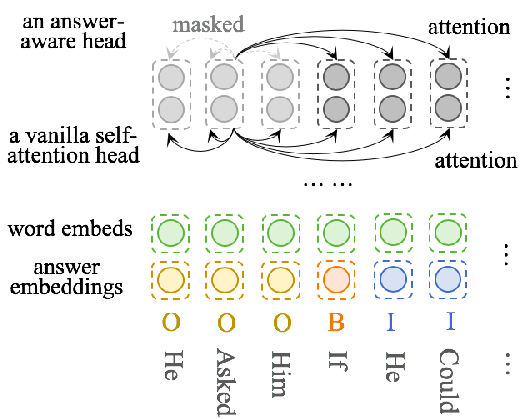 an answer-
aware head
masked
attention
...
a vanilla self-
attention head
attention
... ...
word embeds
answer
embeddings
...
O O O B I I
He Asked Him If He Could ...